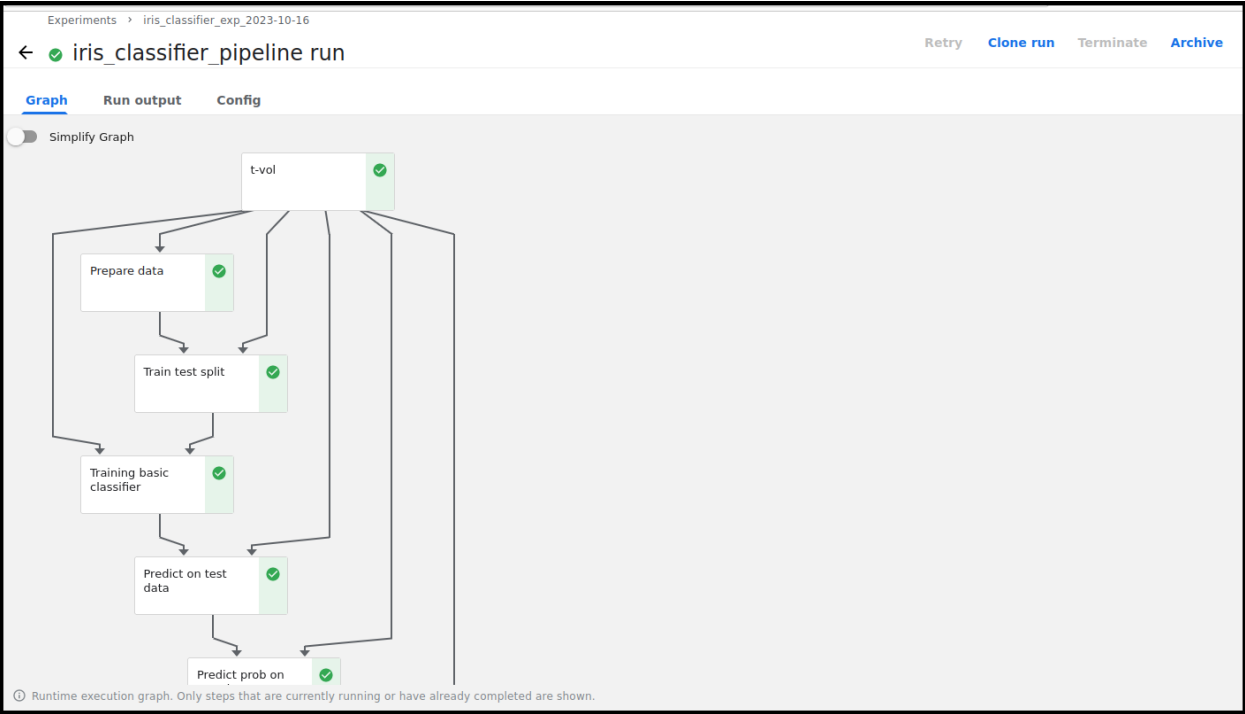 Experiments › iris_classifier_exp_2023-10-16
iris_classifier_pipeline run
Retry Clone run Terminate Archive
Graph Run output Config
Simplify Graph
t-vol
Prepare data
Train test split
Training basic
classifier
Predict on test
data
Predict prob on
Runtime execution graph. Only steps that are currently running or have already completed are shown.